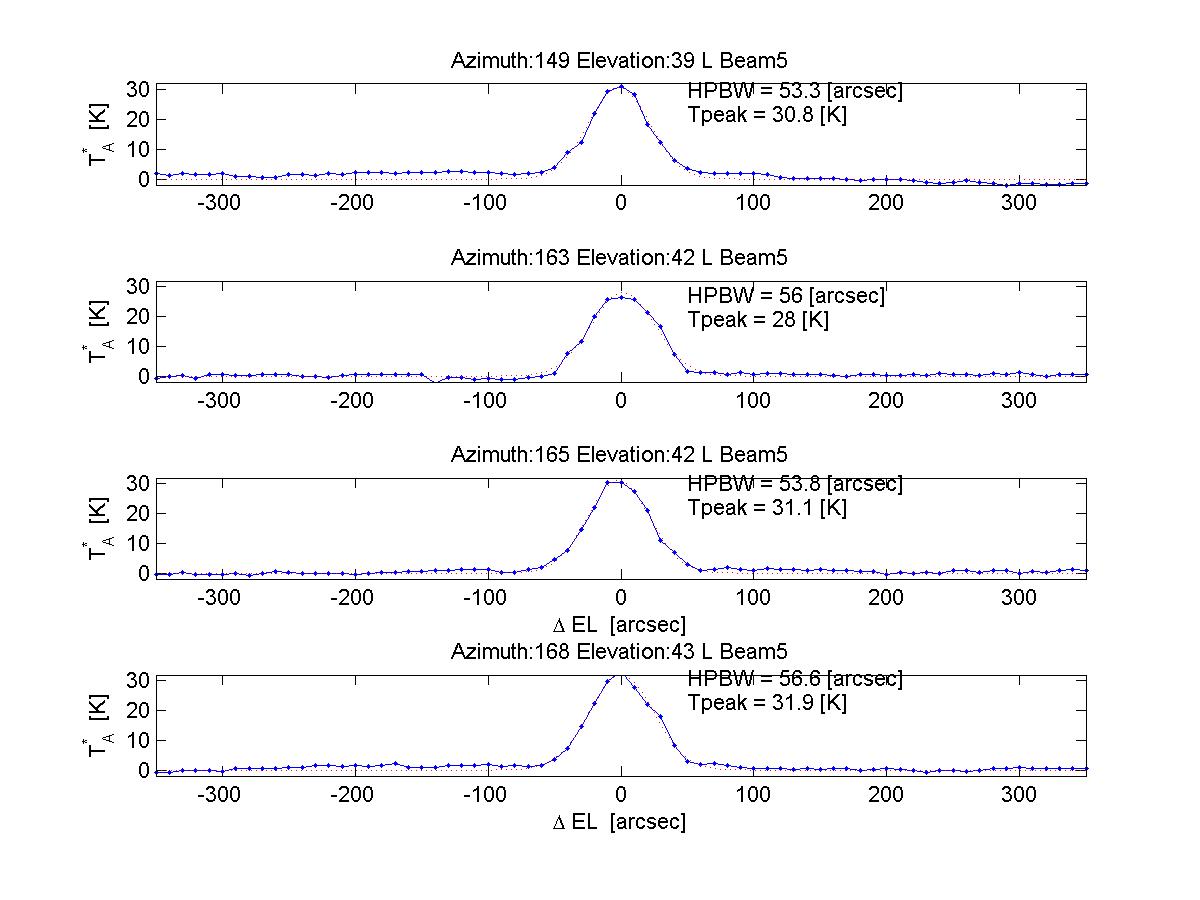 Azimuth:149 Elevation:39 L Beam5
HPBW = 53.3 [arcsec]
Tpeak = 30.8 [K]
T*A [K]
30
20
10
0
-300 -200 -100 0 100 200 300
Azimuth:163 Elevation:42 L Beam5
HPBW = 56 [arcsec]
Tpeak = 28 [K]
T*A [K]
30
20
10
0
-300 -200 -100 0 100 200 300
Azimuth:165 Elevation:42 L Beam5
HPBW = 53.8 [arcsec]
Tpeak = 31.1 [K]
T*A [K]
30
20
10
0
-300 -200 -100 0 100 200 300
Δ EL [arcsec]
Azimuth:168 Elevation:43 L Beam5
HPBW = 56.6 [arcsec]
Tpeak = 31.9 [K]
T*A [K]
30
20
10
0
-300 -200 -100 0 100 200 300
Δ EL [arcsec]